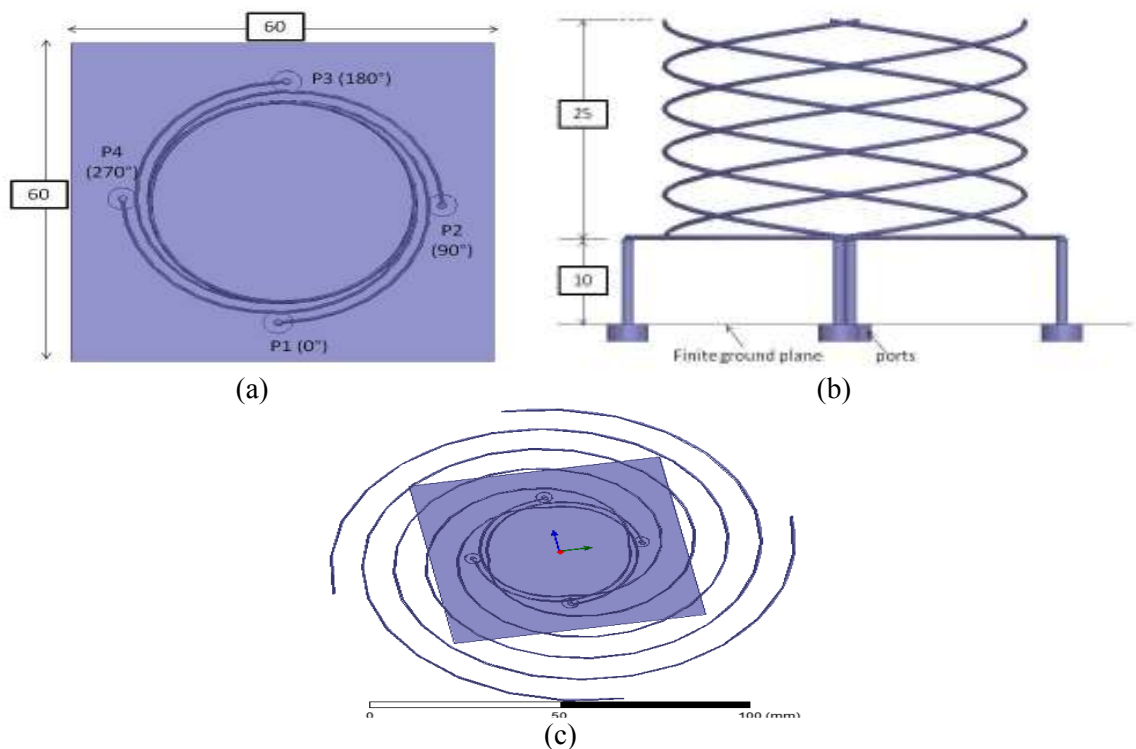 60
60
P3 (180°)
P4
(270°)
P2
(90°)
P1 (0°)
(a)
25
10
Finite ground plane
ports
(b)
0 50 100 (mm)
(c)